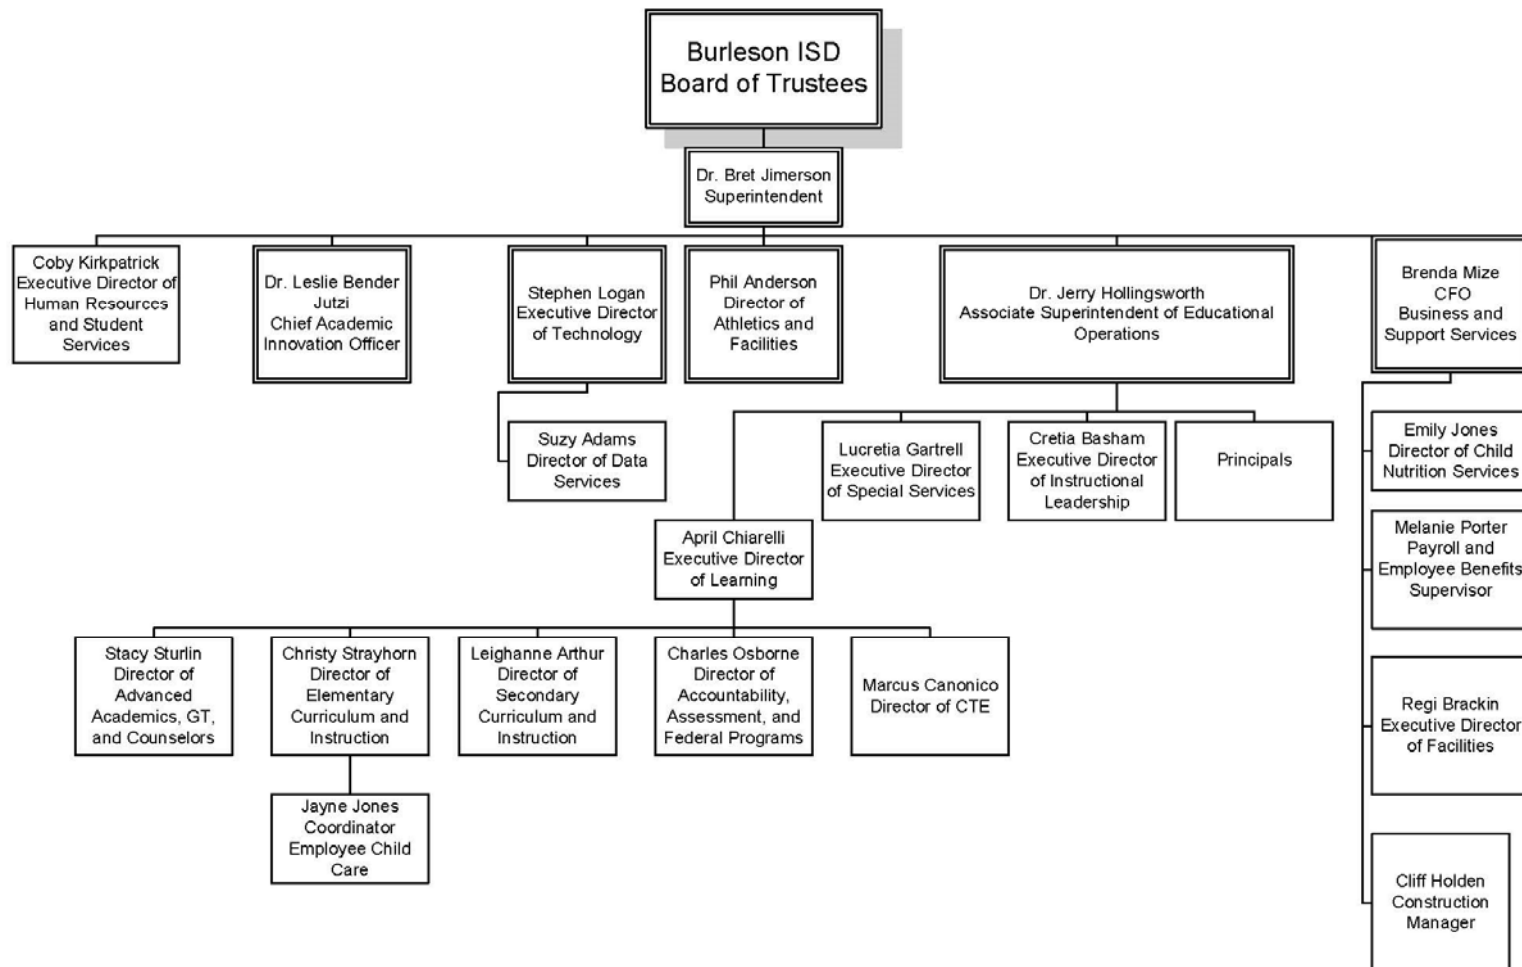 Burleson ISD
Board of Trustees
Dr. Bret Jimerson
Superintendent
Coby Kirkpatrick
Executive Director of
Human Resources
and Student
Services
Dr. Leslie Bender
Jutzi
Chief Academic
Innovation Officer
Stephen Logan
Executive Director
of Technology
Phil Anderson
Director of
Athletics and
Facilities
Dr. Jerry Hollingsworth
Associate Superintendent of Educational
Operations
Brenda Mize
CFO
Business and
Support Services
Suzy Adams
Director of Data
Services
Lucretia Gartrell
Executive Director
of Special Services
Cretia Basham
Executive Director
of Instructional
Leadership
Principals
Emily Jones
Director of Child
Nutrition Services
April Chiarelli
Executive Director
of Learning
Melanie Porter
Payroll and
Employee Benefits
Supervisor
Stacy Sturlin
Director of
Advanced
Academics, GT,
and Counselors
Christy Strayhorn
Director of
Elementary
Curriculum and
Instruction
Leighanne Arthur
Director of
Secondary
Curriculum and
Instruction
Charles Osborne
Director of
Accountability,
Assessment, and
Federal Programs
Marcus Canonico
Director of CTE
Regi Brackin
Executive Director
of Facilities
Jayne Jones
Coordinator
Employee Child
Care
Cliff Holden
Construction
Manager